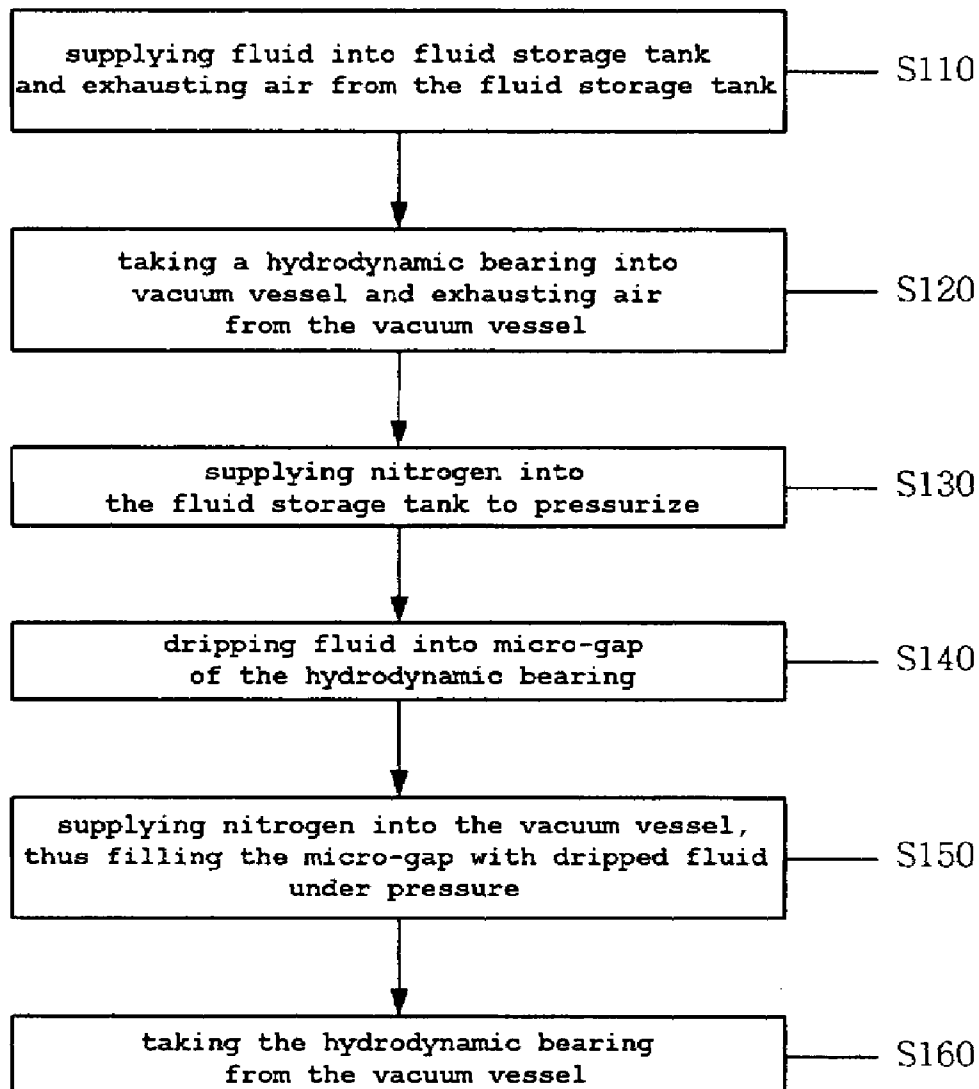 supplying fluid into fluid storage tank
and exhausting air from the fluid storage tank
S110
taking a hydrodynamic bearing into
vacuum vessel and exhausting air
from the vacuum vessel
S120
supplying nitrogen into
the fluid storage tank to pressurize
S130
dripping fluid into micro-gap
of the hydrodynamic bearing
S140
supplying nitrogen into the vacuum vessel,
thus filling the micro-gap with dripped fluid
under pressure
S150
taking the hydrodynamic bearing
from the vacuum vessel
S160